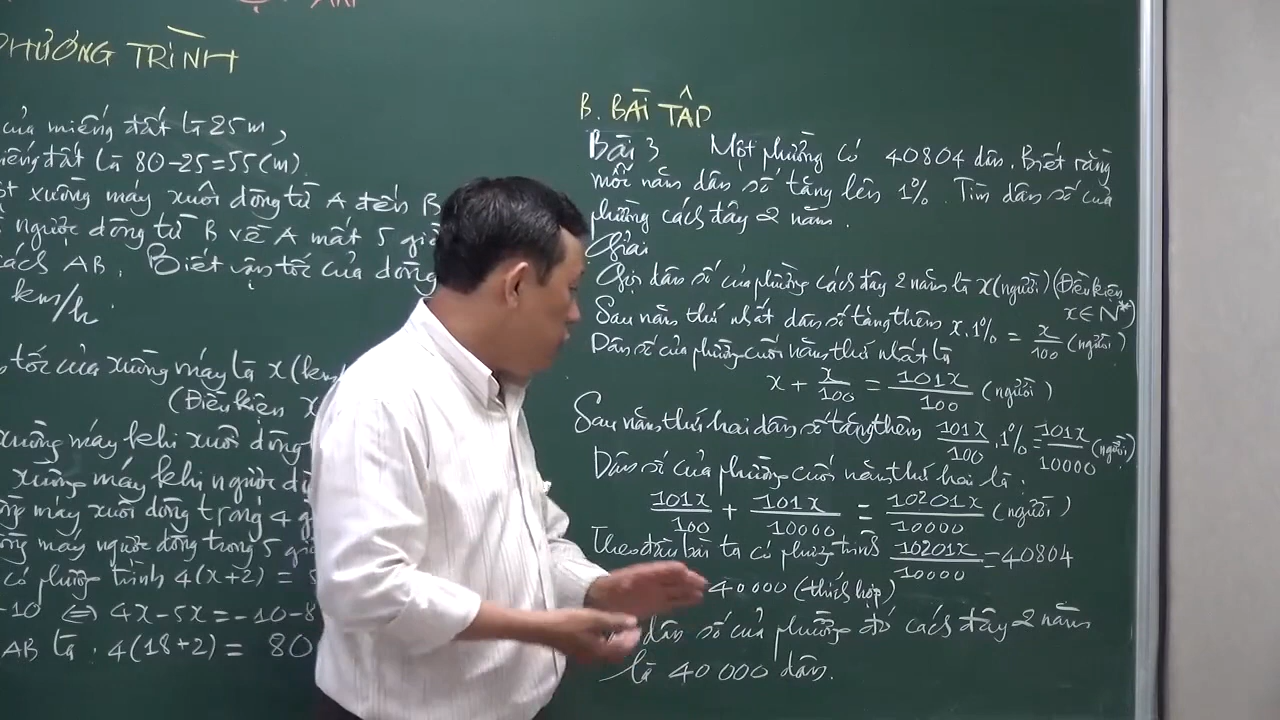 PHƯƠNG TRÌNH
của miếng đất là 25m,
miếng đất là 80-25=55(m).
xuồng máy xuôi dòng từ A đến B
ngược dòng từ B về A mất 5 giờ
cách AB. Biết vận tốc của dòng
km/h.
tốc của xuồng máy là x(km
(Điều kiện x
xuồng máy khi xuôi dòng
xuồng máy khi ngược
máy xuôi dòng trong 4
máy ngược dòng trong 5 giờ
có phương trình 4(x+2) =
-10 ⇔ 4x-5x=-10-8
AB là. 4(18+2) = 80
B. BÀI TẬP
Bài 3 Một phường có 40804 dân. Biết rằng
mỗi năm dân số tăng lên 1%. Tìm dân số của
phường cách đây 2 năm.
Giải
Gọi dân số của phường cách đây 2 năm là x(người)(Điều kiện
x∈N*)
Sau năm thứ nhất dân số tăng thêm x.1% = x/100 (người)
Dân số của phường cuối năm thứ nhất là
x + x/100 = 101x/100 (người)
Sau năm thứ hai dân số tăng thêm 101x/100 .1% = 101x/10000 (người)
Dân số của phường cuối năm thứ hai là.
101x/100 + 101x/10000 = 10201x/10000 (người)
Theo đầu bài ta có phương trình 10201x/10000 = 40804
40000 (thích hợp)
dân số của phường đó cách đây 2 năm
là 40 000 dân.